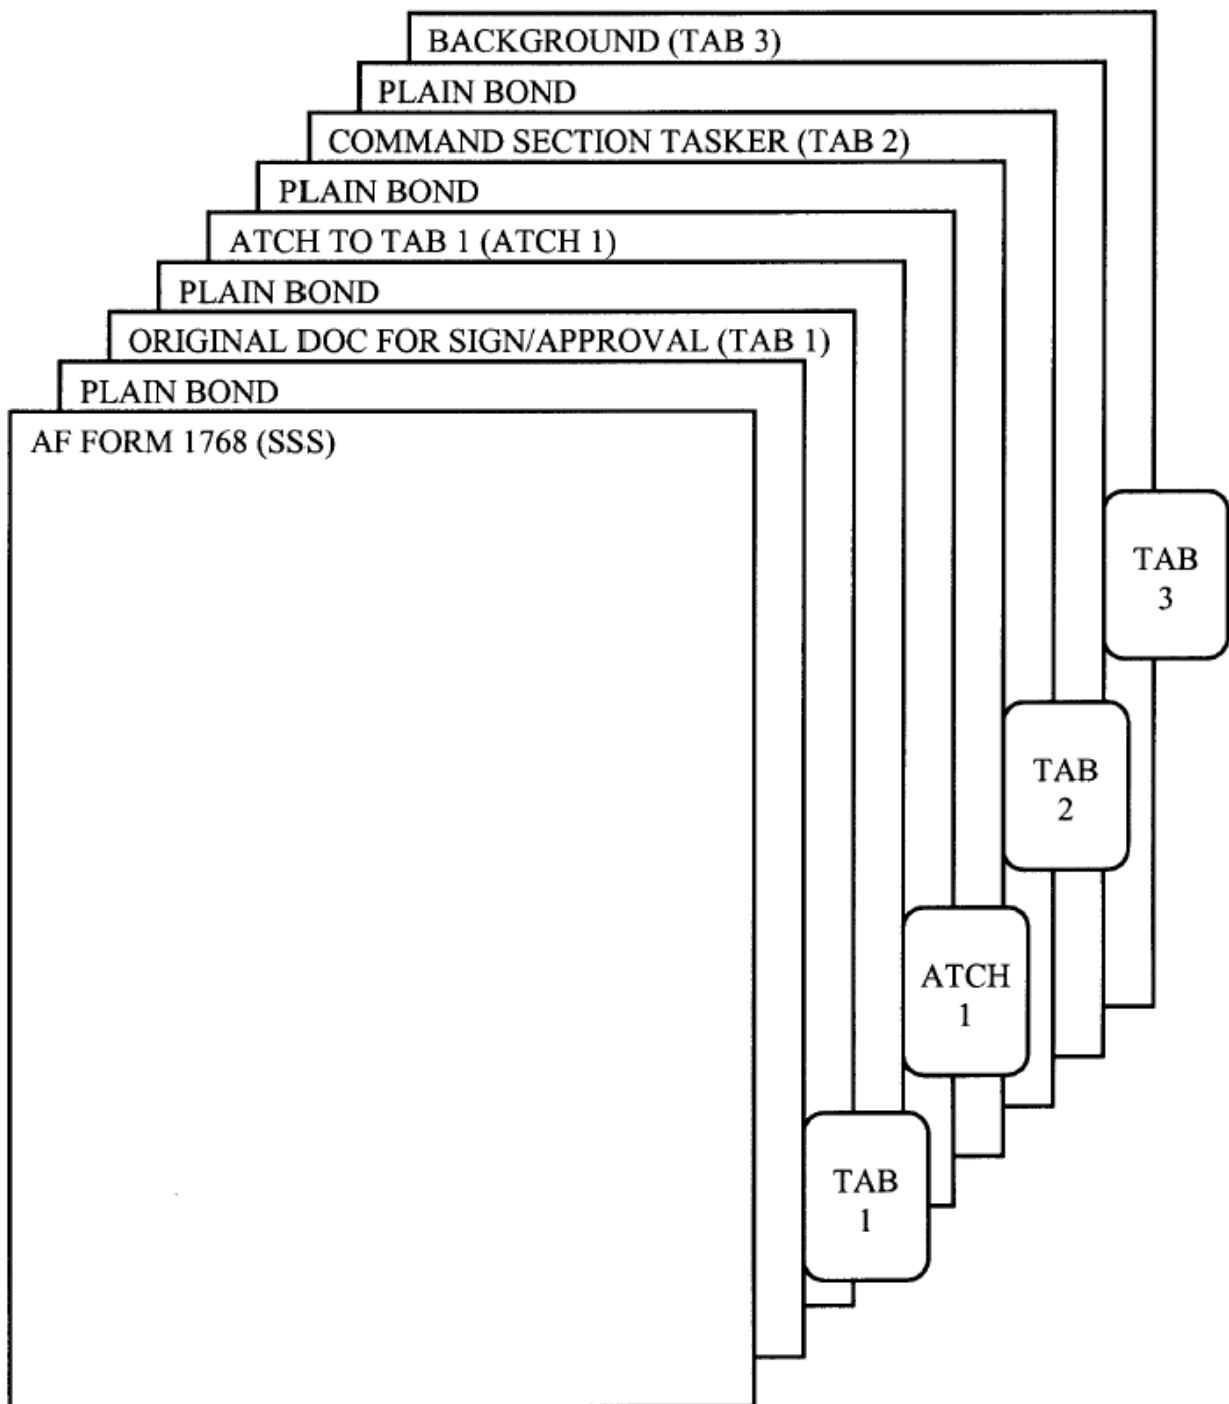 BACKGROUND (TAB 3)
PLAIN BOND
COMMAND SECTION TASKER (TAB 2)
PLAIN BOND
ATCH TO TAB 1 (ATCH 1)
PLAIN BOND
ORIGINAL DOC FOR SIGN/APPROVAL (TAB 1)
PLAIN BOND
AF FORM 1768 (SSS)
TAB
3
TAB
2
ATCH
1
TAB
1